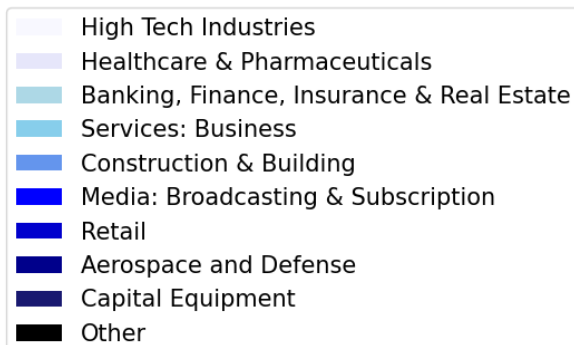 High Tech Industries
Healthcare & Pharmaceuticals
Banking, Finance, Insurance & Real Estate
Services: Business
Construction & Building
Media: Broadcasting & Subscription
Retail
Aerospace and Defense
Capital Equipment
Other